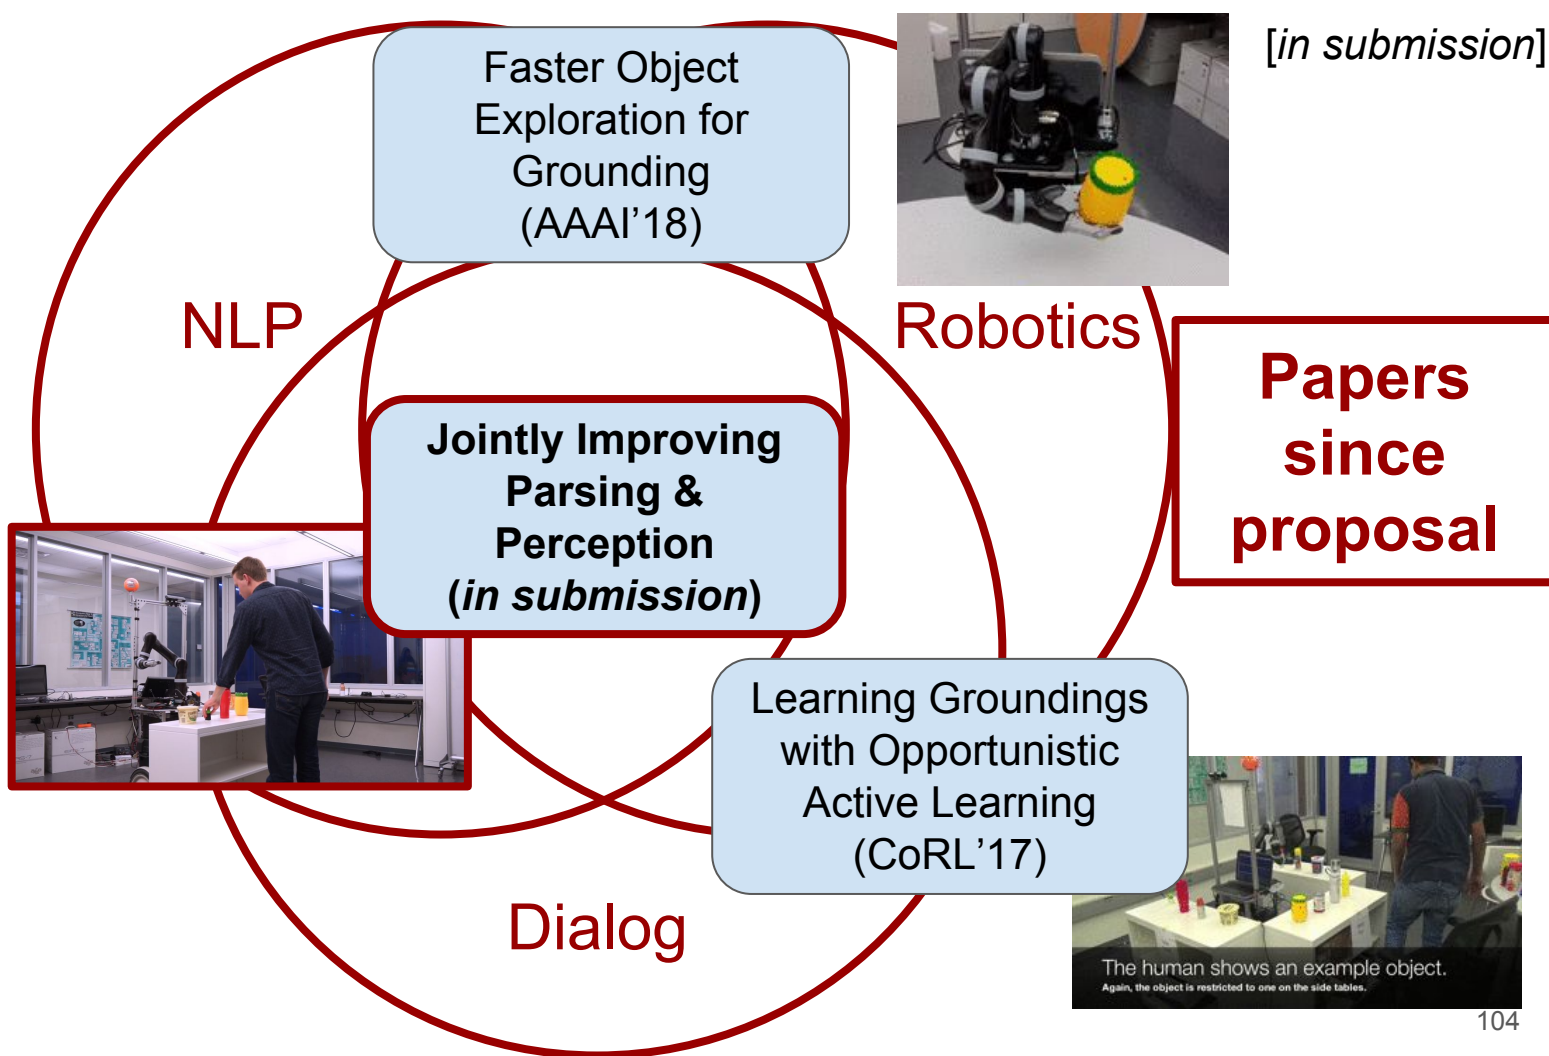 Faster Object
Exploration for
Grounding
(AAAI’18)
[in submission]
NLP
Robotics
Papers
since
proposal
Jointly Improving
Parsing &
Perception
(in submission)
Learning Groundings
with Opportunistic
Active Learning
(CoRL’17)
Dialog
The human shows an example object.
Again, the object is restricted to one on the side tables.
104